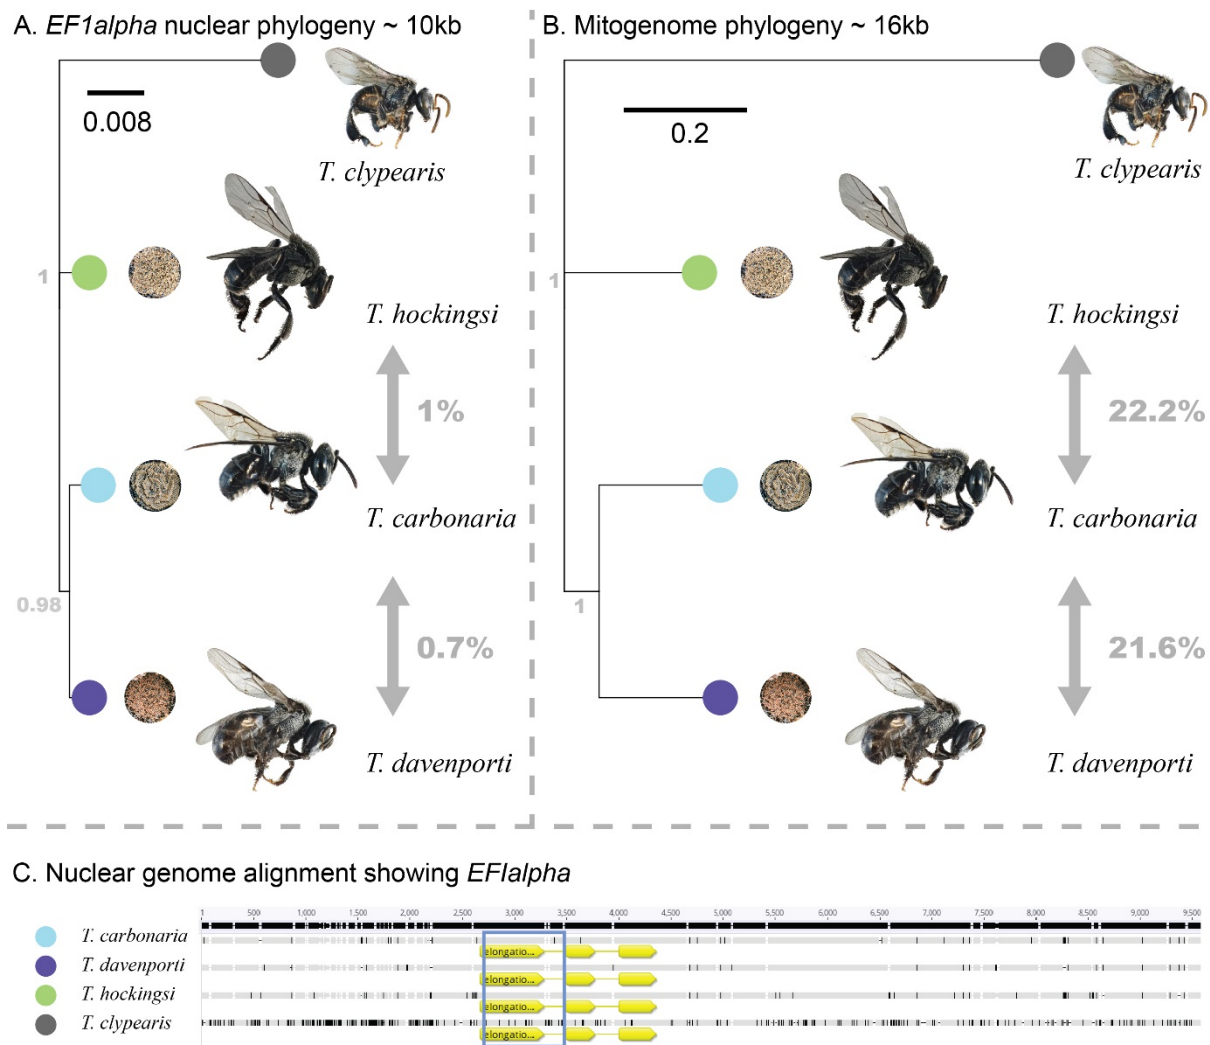 A. EF1alpha nuclear phylogeny ~ 10kb
B. Mitogenome phylogeny ~ 16kb
0.008
T. clypearis
1
T. hockingsi
1%
T. carbonaria
0.98
0.7%
T. davenporti
0.2
T. clypearis
1
T. hockingsi
22.2%
T. carbonaria
1
21.6%
T. davenporti
C. Nuclear genome alignment showing EFIalpha
1 500 1,000 1,500 2,000 2,500 3,000 3,500 4,000 4,500 5,000 5,500 6,000 6,500 7,000 7,500 8,000 8,500 9,000 9,500
T. carbonaria
elongatio...
T. davenporti
elongatio...
T. hockingsi
elongatio...
T. clypearis
elongatio...